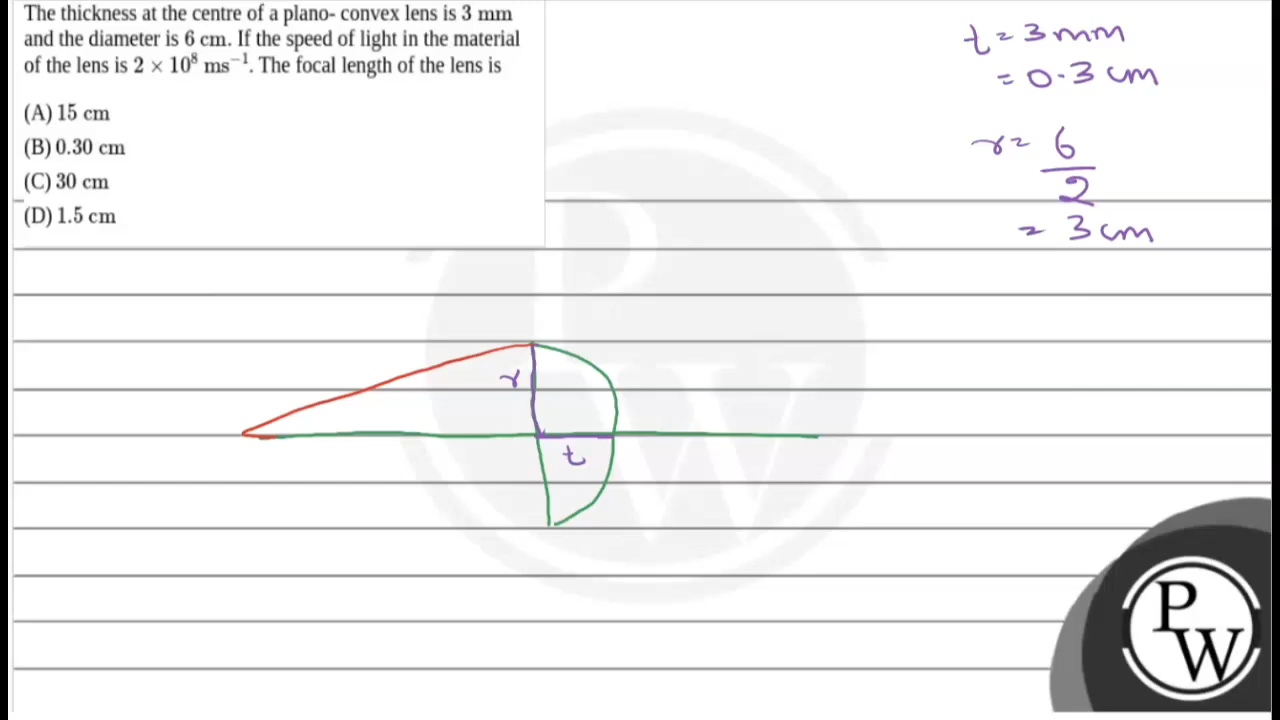 The thickness at the centre of a plano- convex lens is 3 mm
and the diameter is 6 cm. If the speed of light in the material
of the lens is 2 × 10⁸ ms⁻¹. The focal length of the lens is
(A) 15 cm
(B) 0.30 cm
(C) 30 cm
(D) 1.5 cm
t = 3 mm
= 0.3 cm
r = 6/2
= 3 cm
r
t
P
W
P
W